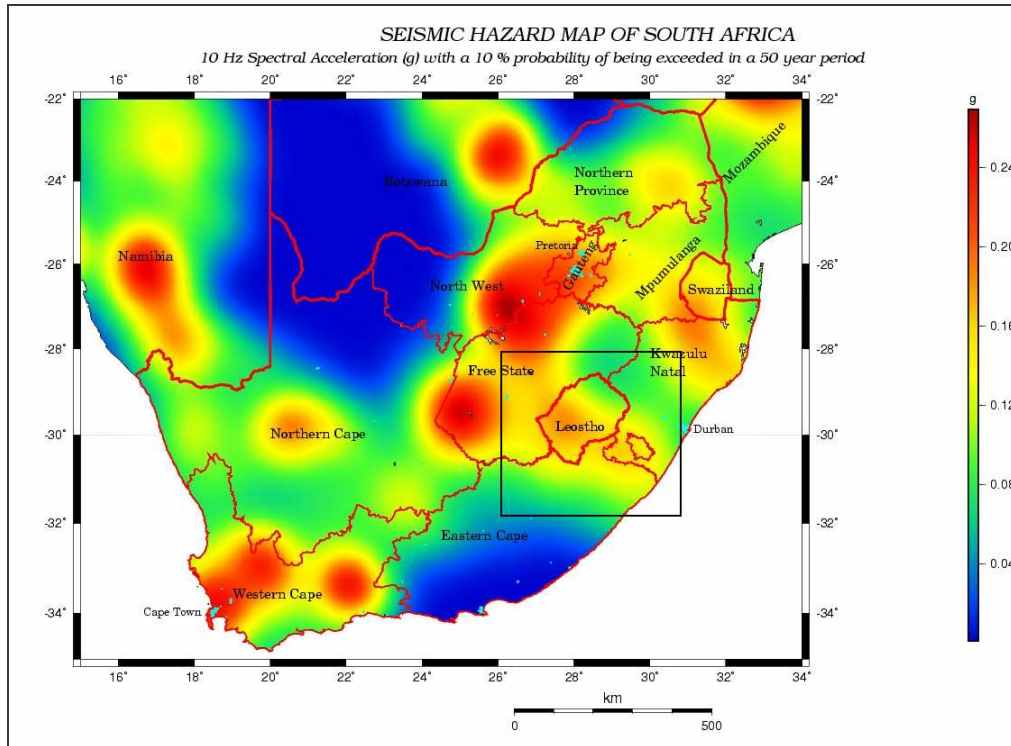 SEISMIC HAZARD MAP OF SOUTH AFRICA
10 Hz Spectral Acceleration (g) with a 10 % probability of being exceeded in a 50 year period
16° 18° 20° 22° 24° 26° 28° 30° 32° 34°
-22° -22°
g
0.24
Mozambique
Northern
Province
Botswana
-24° -24°
0.20
Pretoria
Gauteng
Mpumulanga
Namibia
-26° -26°
North West
Swaziland
0.16
-28° -28°
Kwazulu
Natal
Free State
0.12
Leostho
Durban
Northern Cape
-30° -30°
0.08
-32° -32°
Eastern Cape
0.04
Western Cape
Cape Town
-34° -34°
16° 18° 20° 22° 24° 26° 28° 30° 32° 34°
km
0 500